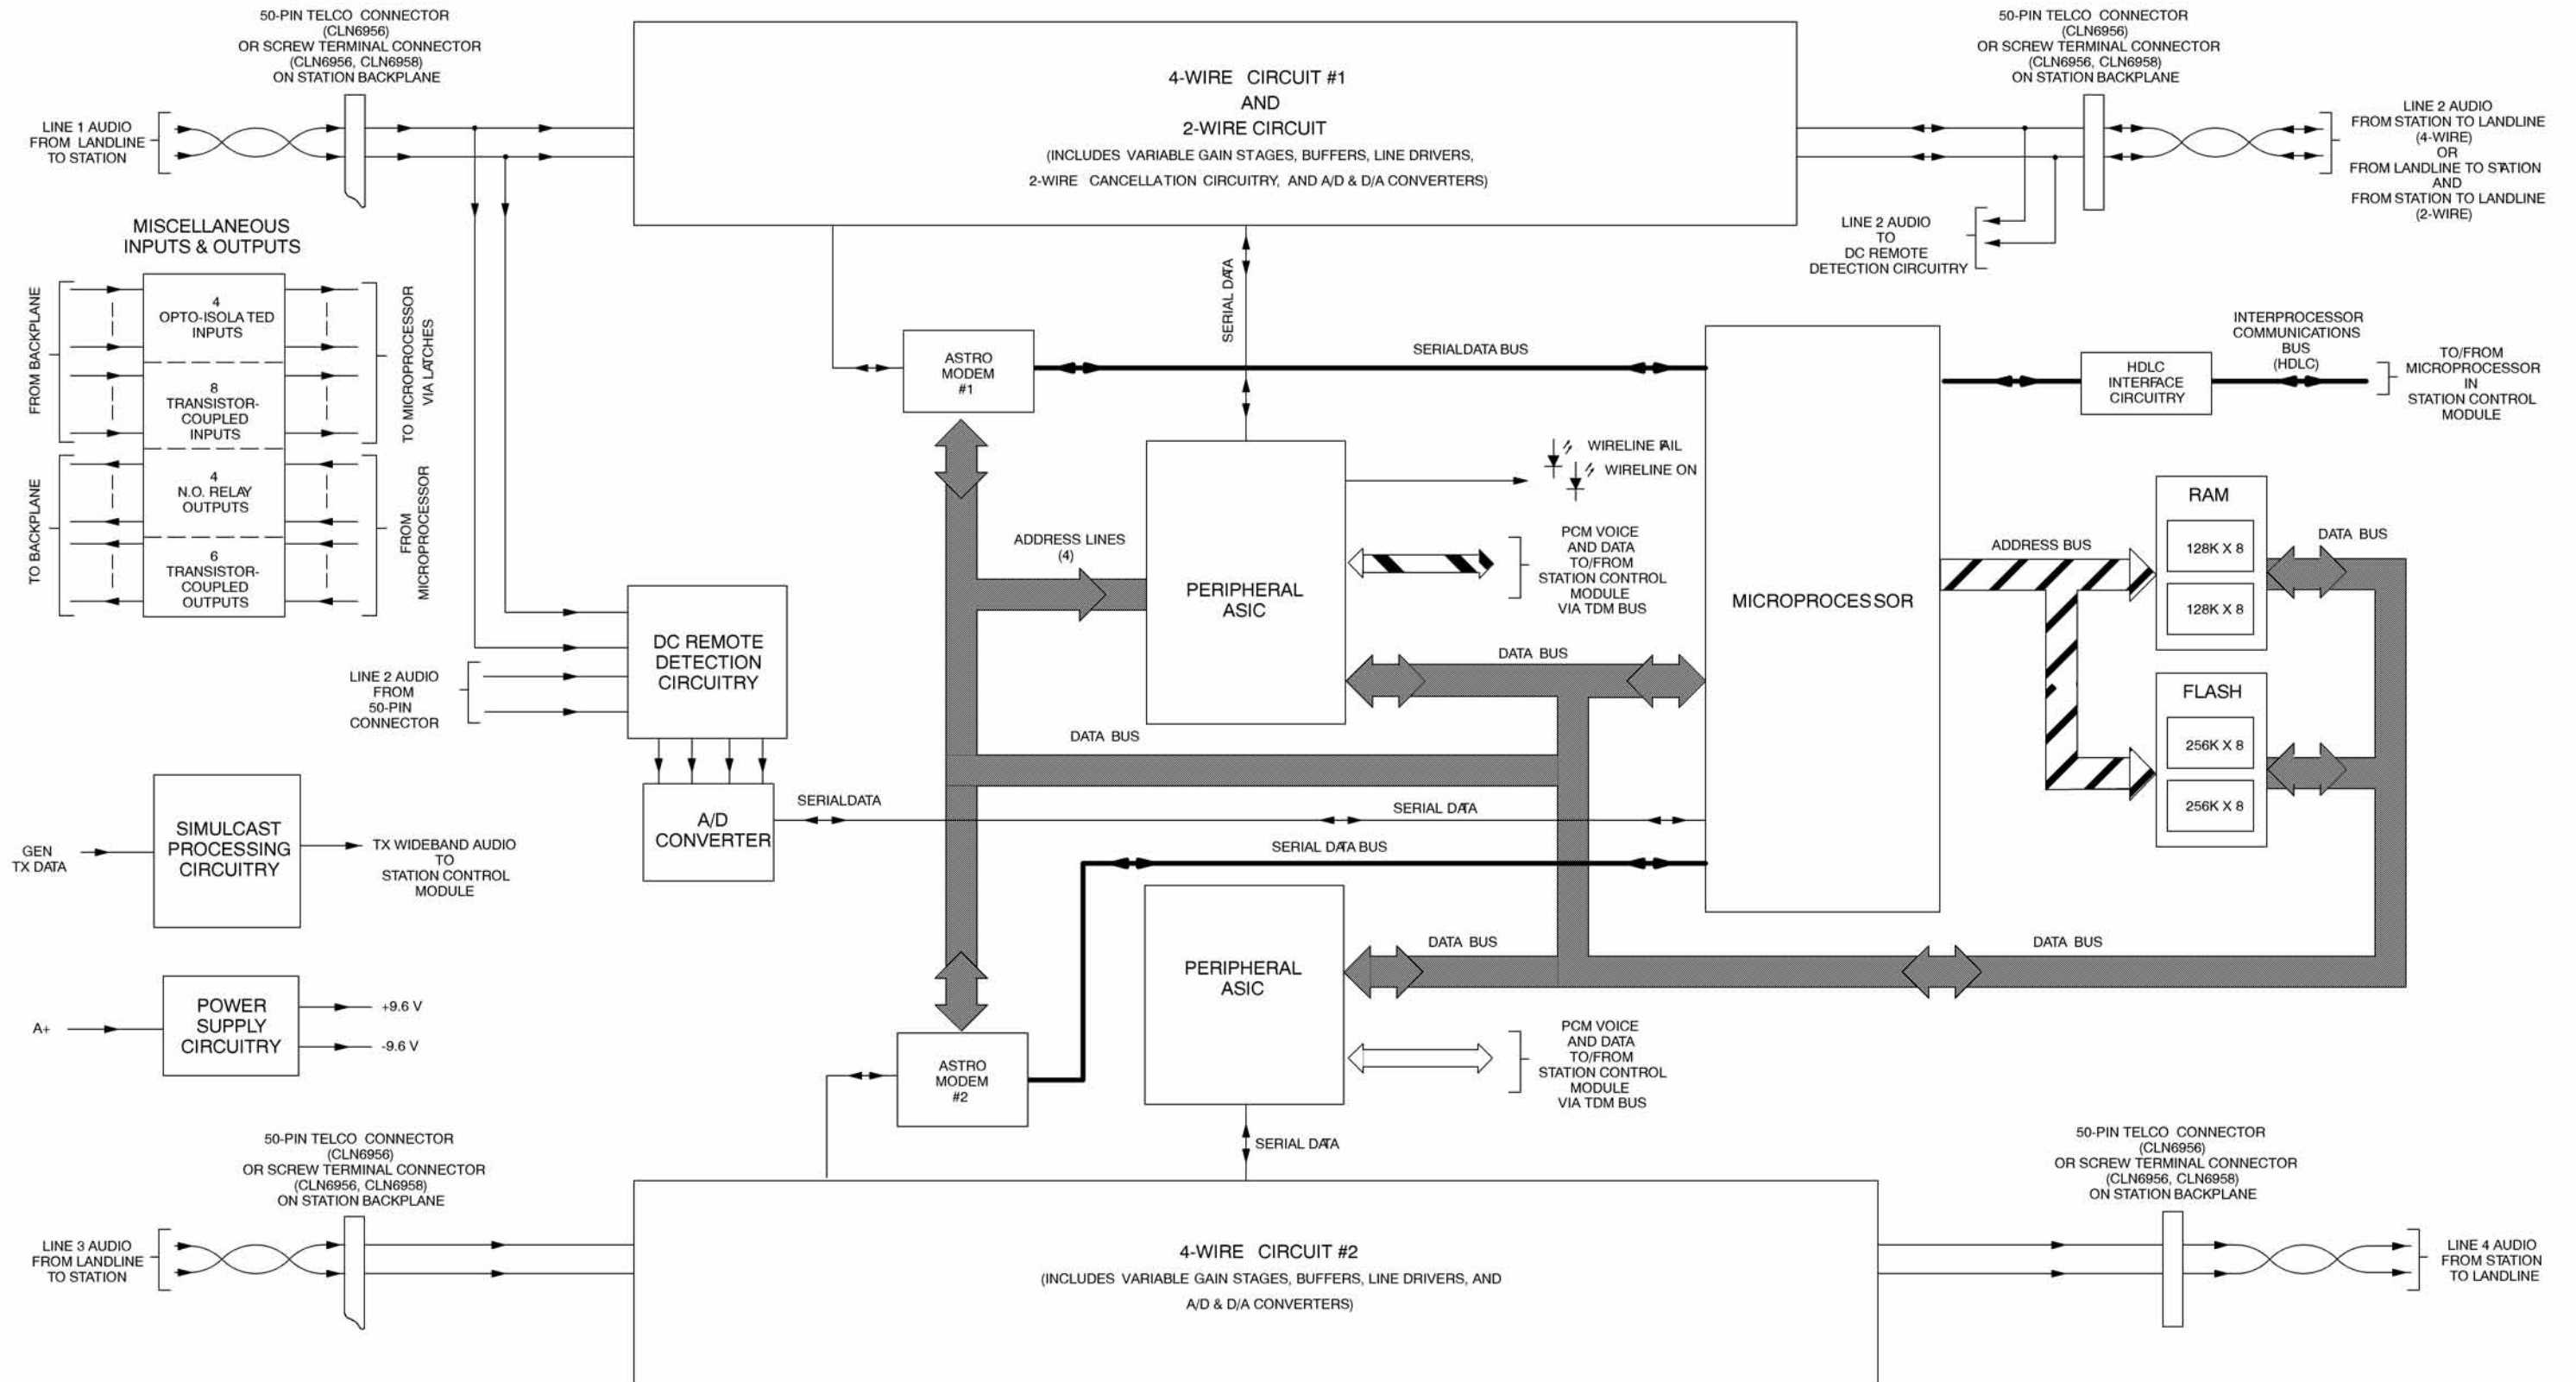 50-PIN TELCO CONNECTOR
(CLN6956)
OR SCREW TERMINAL CONNECTOR
(CLN6956, CLN6958)
ON STATION BACKPLANE
LINE 1 AUDIO
FROM LANDLINE
TO STATION
4-WIRE CIRCUIT #1
AND
2-WIRE CIRCUIT
(INCLUDES VARIABLE GAIN STAGES, BUFFERS, LINE DRIVERS,
2-WIRE CANCELLATION CIRCUITRY, AND A/D & D/A CONVERTERS)
50-PIN TELCO CONNECTOR
(CLN6956)
OR SCREW TERMINAL CONNECTOR
(CLN6956, CLN6958)
ON STATION BACKPLANE
LINE 2 AUDIO
FROM STATION TO LANDLINE
(4-WIRE)
OR
FROM LANDLINE TO STATION
AND
FROM STATION TO LANDLINE
(2-WIRE)
LINE 2 AUDIO
TO
DC REMOTE
DETECTION CIRCUITRY
MISCELLANEOUS
INPUTS & OUTPUTS
FROM BACKPLANE
4
OPTO-ISOLATED
INPUTS
8
TRANSISTOR-
COUPLED
INPUTS
TO MICROPROCESSOR
VIA LATCHES
TO BACKPLANE
4
N.O. RELAY
OUTPUTS
6
TRANSISTOR-
COUPLED
OUTPUTS
FROM
MICROPROCESSOR
SERIAL DATA
ASTRO
MODEM
#1
SERIAL DATA BUS
INTERPROCESSOR
COMMUNICATIONS
BUS
(HDLC)
HDLC
INTERFACE
CIRCUITRY
TO/FROM
MICROPROCESSOR
IN
STATION CONTROL
MODULE
WIRELINE FAIL
WIRELINE ON
ADDRESS LINES
(4)
PERIPHERAL
ASIC
PCM VOICE
AND DATA
TO/FROM
STATION CONTROL
MODULE
VIA TDM BUS
MICROPROCESSOR
ADDRESS BUS
RAM
128K X 8
128K X 8
DATA BUS
FLASH
256K X 8
256K X 8
DATA BUS
DC REMOTE
DETECTION
CIRCUITRY
LINE 2 AUDIO
FROM
50-PIN
CONNECTOR
DATA BUS
A/D
CONVERTER
SERIAL DATA
SERIAL DATA
SERIAL DATA BUS
SIMULCAST
PROCESSING
CIRCUITRY
GEN
TX DATA
TX WIDEBAND AUDIO
TO
STATION CONTROL
MODULE
DATA BUS
DATA BUS
PERIPHERAL
ASIC
POWER
SUPPLY
CIRCUITRY
A+
+9.6 V
-9.6 V
ASTRO
MODEM
#2
PCM VOICE
AND DATA
TO/FROM
STATION CONTROL
MODULE
VIA TDM BUS
SERIAL DATA
50-PIN TELCO CONNECTOR
(CLN6956)
OR SCREW TERMINAL CONNECTOR
(CLN6956, CLN6958)
ON STATION BACKPLANE
LINE 3 AUDIO
FROM LANDLINE
TO STATION
4-WIRE CIRCUIT #2
(INCLUDES VARIABLE GAIN STAGES, BUFFERS, LINE DRIVERS, AND
A/D & D/A CONVERTERS)
50-PIN TELCO CONNECTOR
(CLN6956)
OR SCREW TERMINAL CONNECTOR
(CLN6956, CLN6958)
ON STATION BACKPLANE
LINE 4 AUDIO
FROM STATION
TO LANDLINE